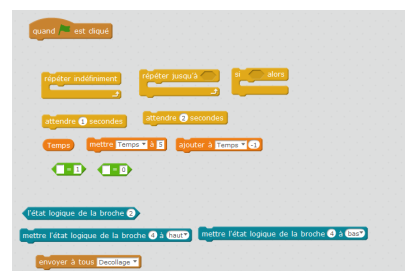 quand est cliqué
répéter indéfiniment
répéter jusqu'à
si alors
attendre 1 secondes
attendre 2 secondes
Temps
mettre Temps à 5
ajouter à Temps -1
= 1
= 0
l'état logique de la broche 2
mettre l'état logique de la broche 4 à haut
mettre l'état logique de la broche 4 à bas
envoyer à tous Decollage